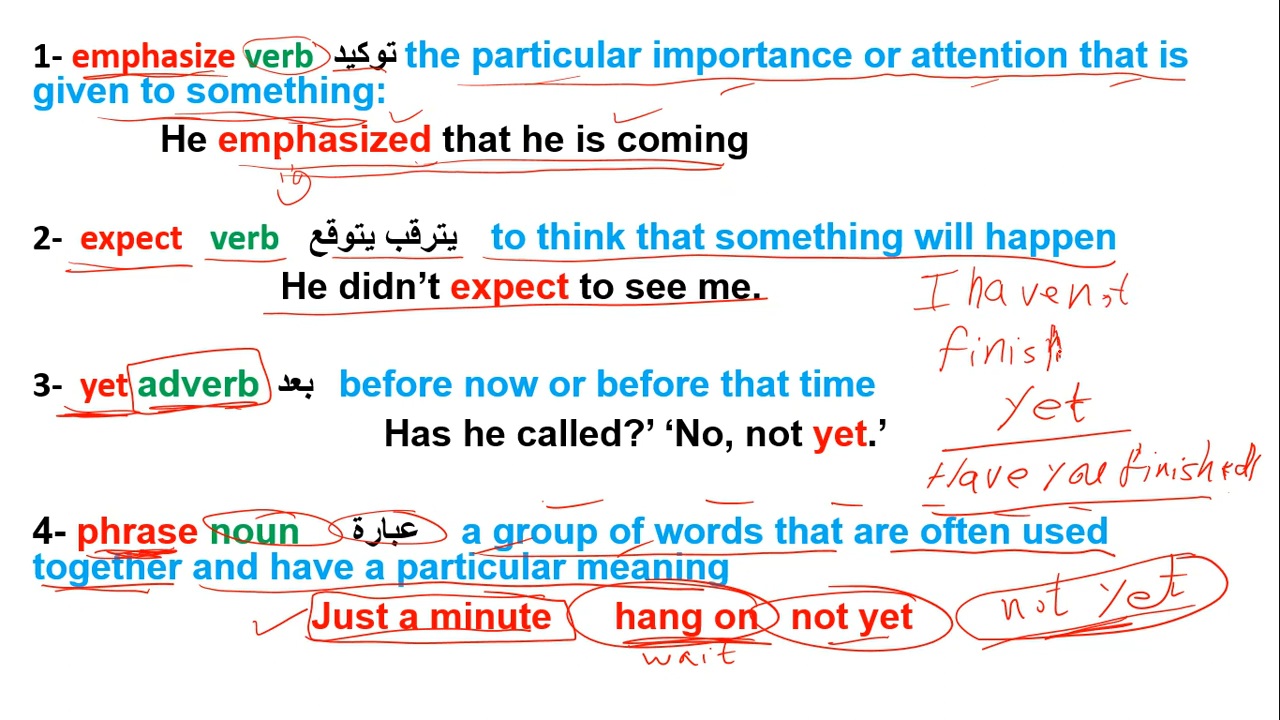 1- emphasize verb توكيد the particular importance or attention that is
given to something:
He emphasized that he is coming
2- expect verb يترقب يتوقع to think that something will happen
He didn't expect to see me.
I have not
finish
3- yet adverb بعد before now or before that time
yet
Has he called?' 'No, not yet.'
Have you finished
4- phrase noun عبارة a group of words that are often used
together and have a particular meaning
Just a minute hang on not yet
not yet
wait